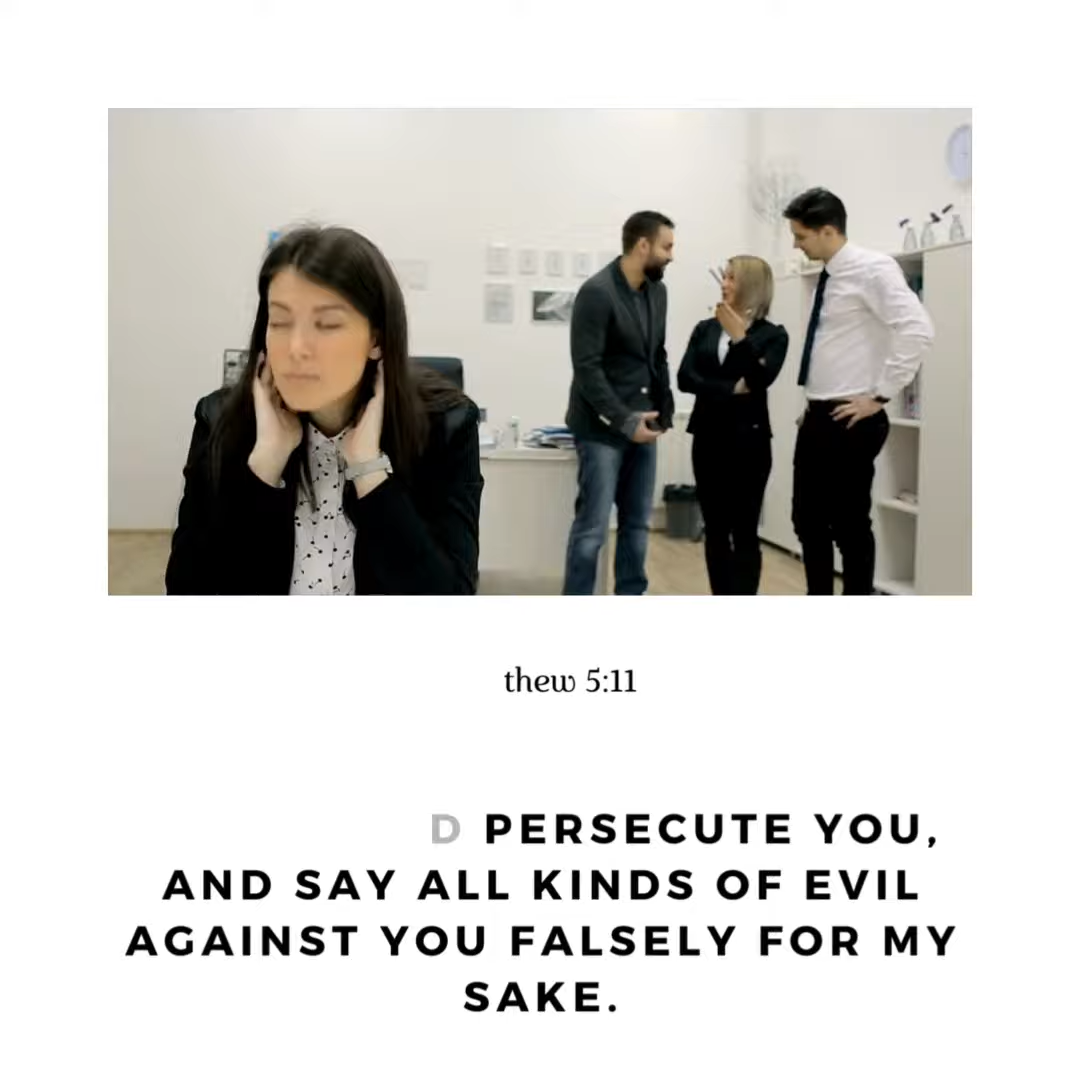 thew 5:11
D PERSECUTE YOU,
AND SAY ALL KINDS OF EVIL
AGAINST YOU FALSELY FOR MY
SAKE.